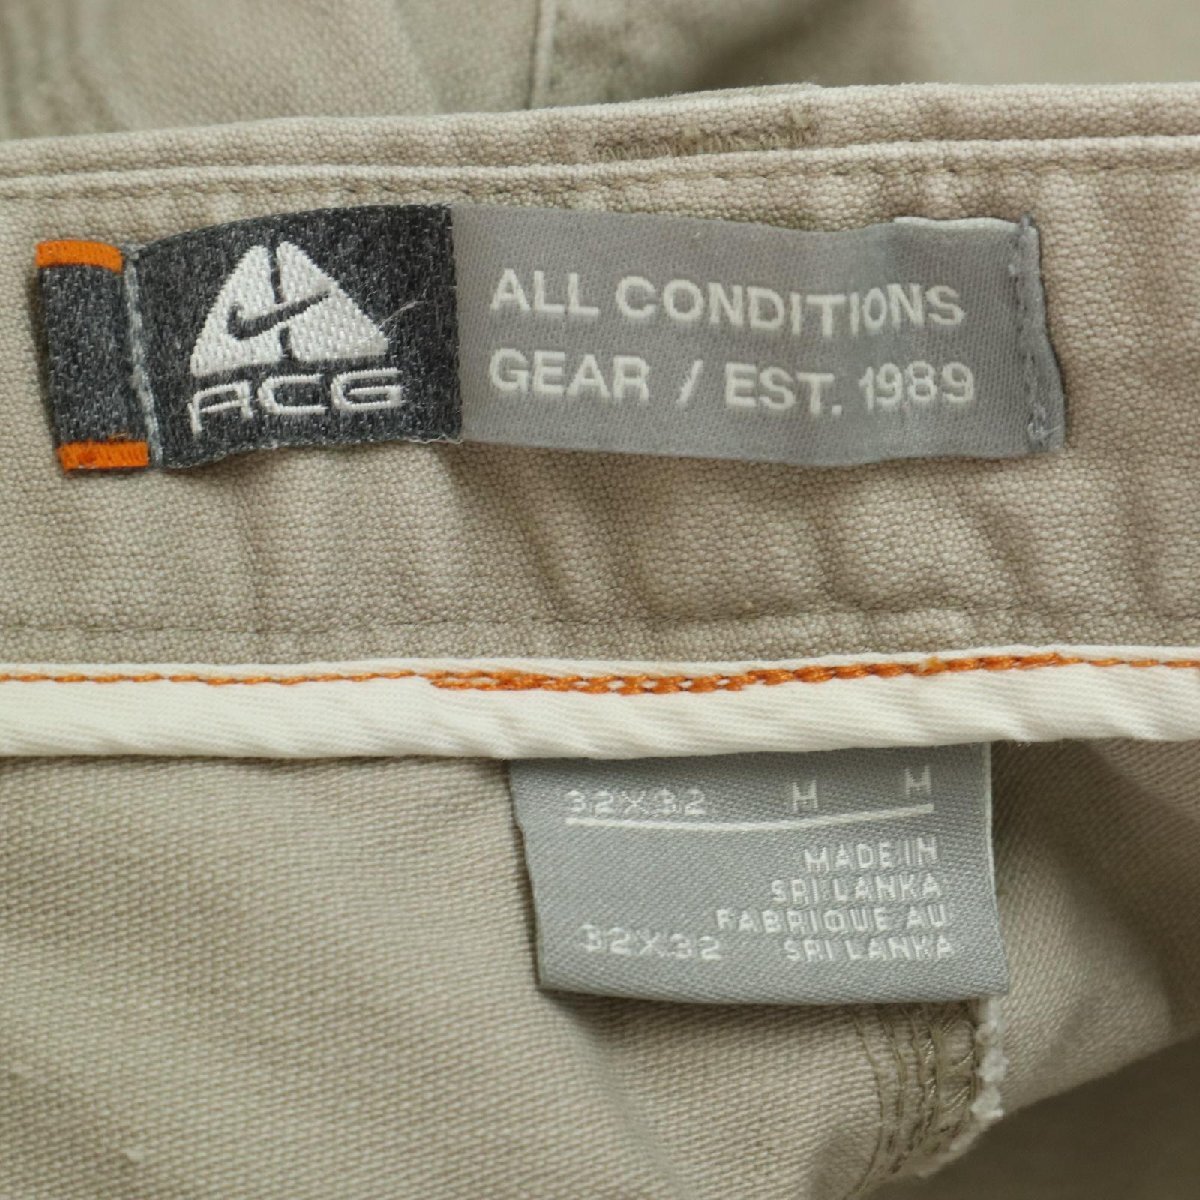 ACG
ALL CONDITIONS
GEAR / EST. 1989
32X32 M M
MADE IN
SRI LANKA
FABRIQUE AU
32X32 SRI LANKA